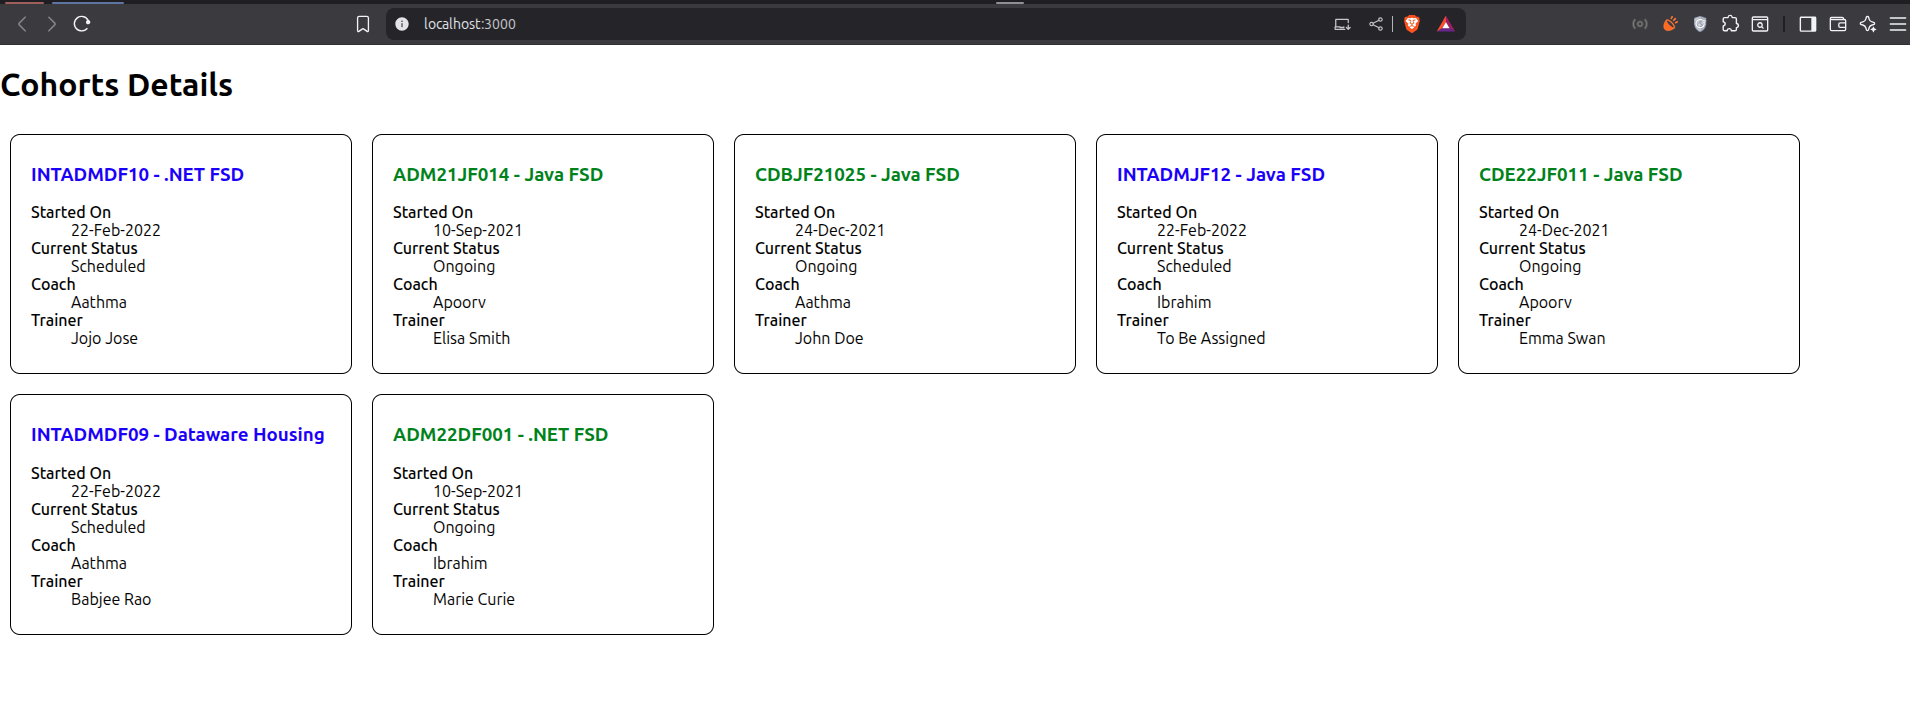 localhost:3000
Cohorts Details
INTADMDF10 - .NET FSD
Started On
22-Feb-2022
Current Status
Scheduled
Coach
Aathma
Trainer
Jojo Jose
ADM21JF014 - Java FSD
Started On
10-Sep-2021
Current Status
Ongoing
Coach
Apoorv
Trainer
Elisa Smith
CDBJF21025 - Java FSD
Started On
24-Dec-2021
Current Status
Ongoing
Coach
Aathma
Trainer
John Doe
INTADMJF12 - Java FSD
Started On
22-Feb-2022
Current Status
Scheduled
Coach
Ibrahim
Trainer
To Be Assigned
CDE22JF011 - Java FSD
Started On
24-Dec-2021
Current Status
Ongoing
Coach
Apoorv
Trainer
Emma Swan
INTADMDF09 - Dataware Housing
Started On
22-Feb-2022
Current Status
Scheduled
Coach
Aathma
Trainer
Babjee Rao
ADM22DF001 - .NET FSD
Started On
10-Sep-2021
Current Status
Ongoing
Coach
Ibrahim
Trainer
Marie Curie